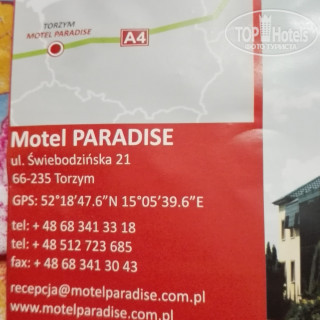 TOP Hotels
ФОТО ТУРИСТА
TORZYM
MOTEL PARADISE
A4
Motel PARADISE
ul. Świebodzińska 21
66-235 Torzym
GPS: 52°18'47.6"N 15°05'39.6"E
tel: + 48 68 341 33 18
tel: + 48 512 723 685
fax: + 48 68 341 30 43
recepcja@motelparadise.com.pl
www.motelparadise.com.pl